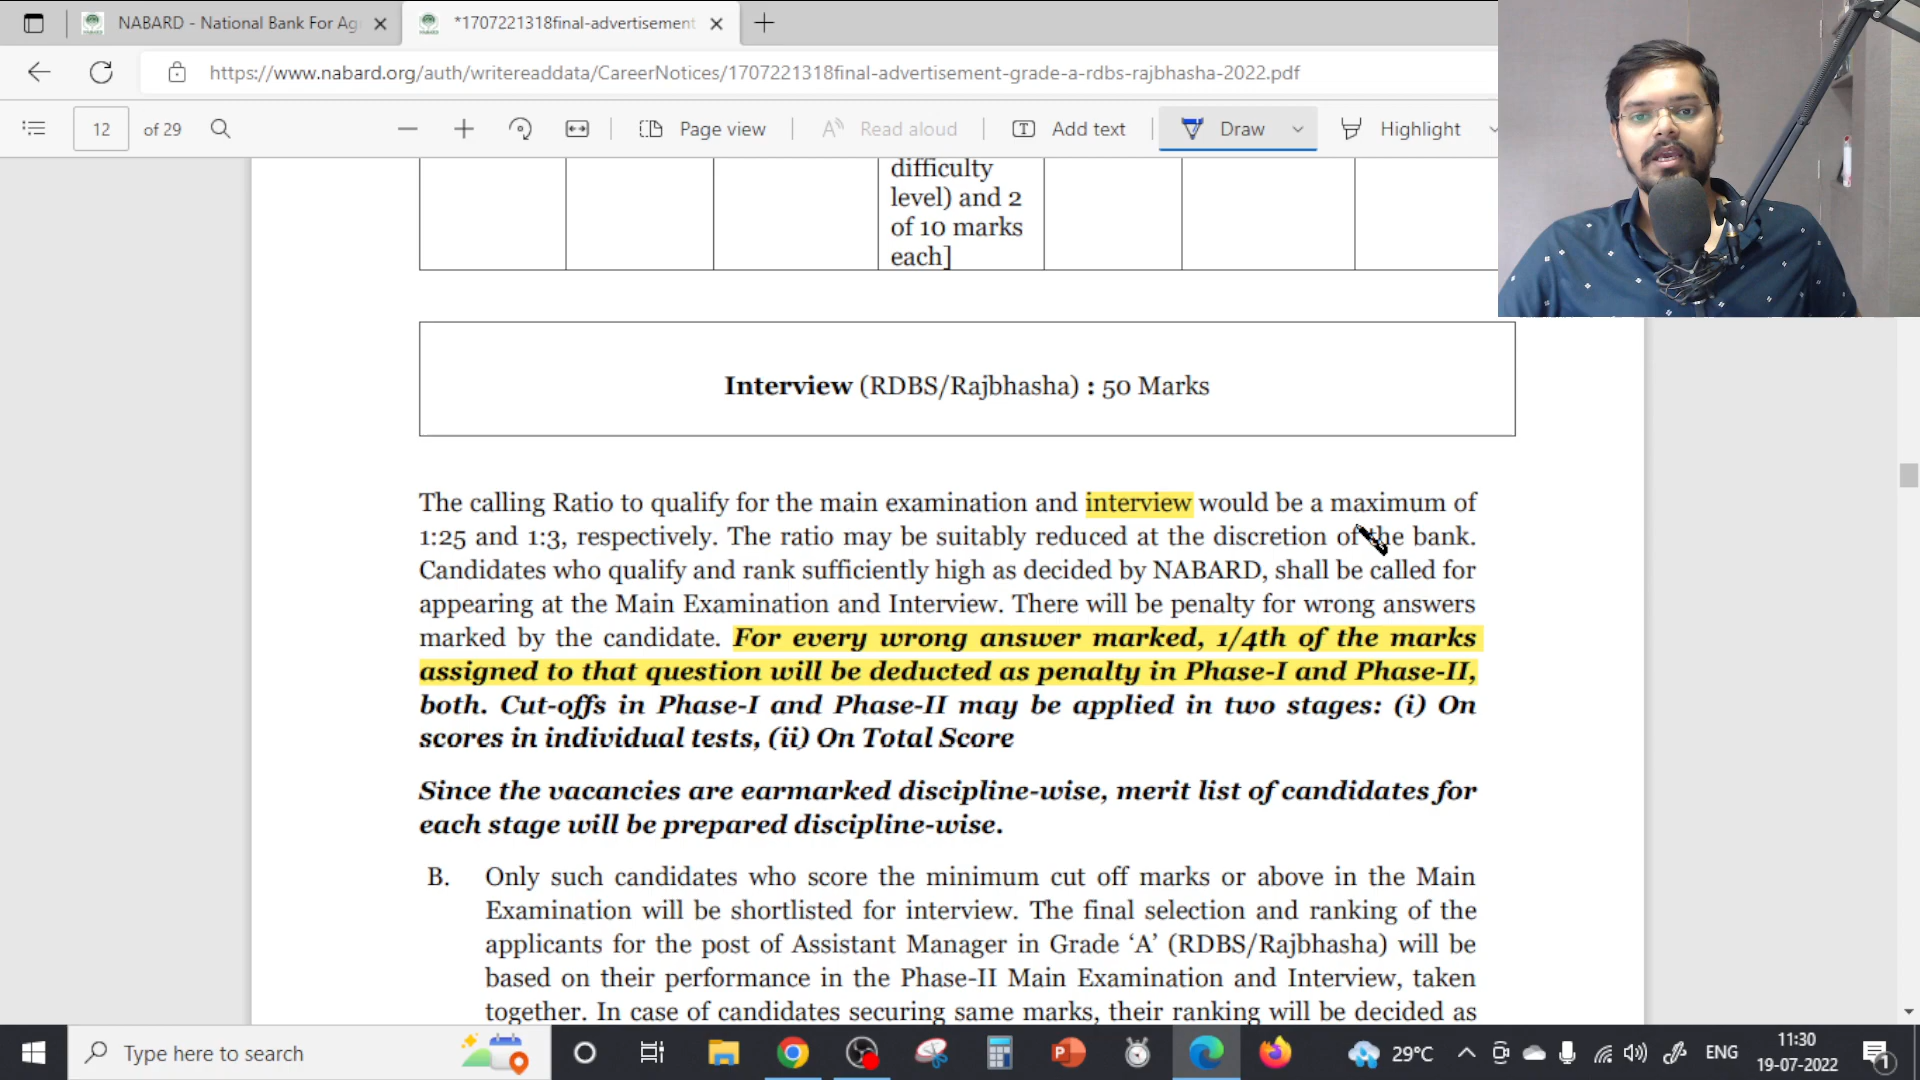 NABARD - National Bank For Ag
*1707221318final-advertisement
https://www.nabard.org/auth/writereaddata/CareerNotices/1707221318final-advertisement-grade-a-rdbs-rajbhasha-2022.pdf
12 of 29 Page view Read aloud Add text Draw Highlight
difficulty
level) and 2
of 10 marks
each]
Interview (RDBS/Rajbhasha) : 50 Marks
The calling Ratio to qualify for the main examination and interview would be a maximum of
1:25 and 1:3, respectively. The ratio may be suitably reduced at the discretion of the bank.
Candidates who qualify and rank sufficiently high as decided by NABARD, shall be called for
appearing at the Main Examination and Interview. There will be penalty for wrong answers
marked by the candidate. For every wrong answer marked, 1/4th of the marks
assigned to that question will be deducted as penalty in Phase-I and Phase-II,
both. Cut-offs in Phase-I and Phase-II may be applied in two stages: (i) On
scores in individual tests, (ii) On Total Score
Since the vacancies are earmarked discipline-wise, merit list of candidates for
each stage will be prepared discipline-wise.
B. Only such candidates who score the minimum cut off marks or above in the Main
Examination will be shortlisted for interview. The final selection and ranking of the
applicants for the post of Assistant Manager in Grade ‘A’ (RDBS/Rajbhasha) will be
based on their performance in the Phase-II Main Examination and Interview, taken
together. In case of candidates securing same marks, their ranking will be decided as
Type here to search
29°C
ENG
11:30
19-07-2022
1